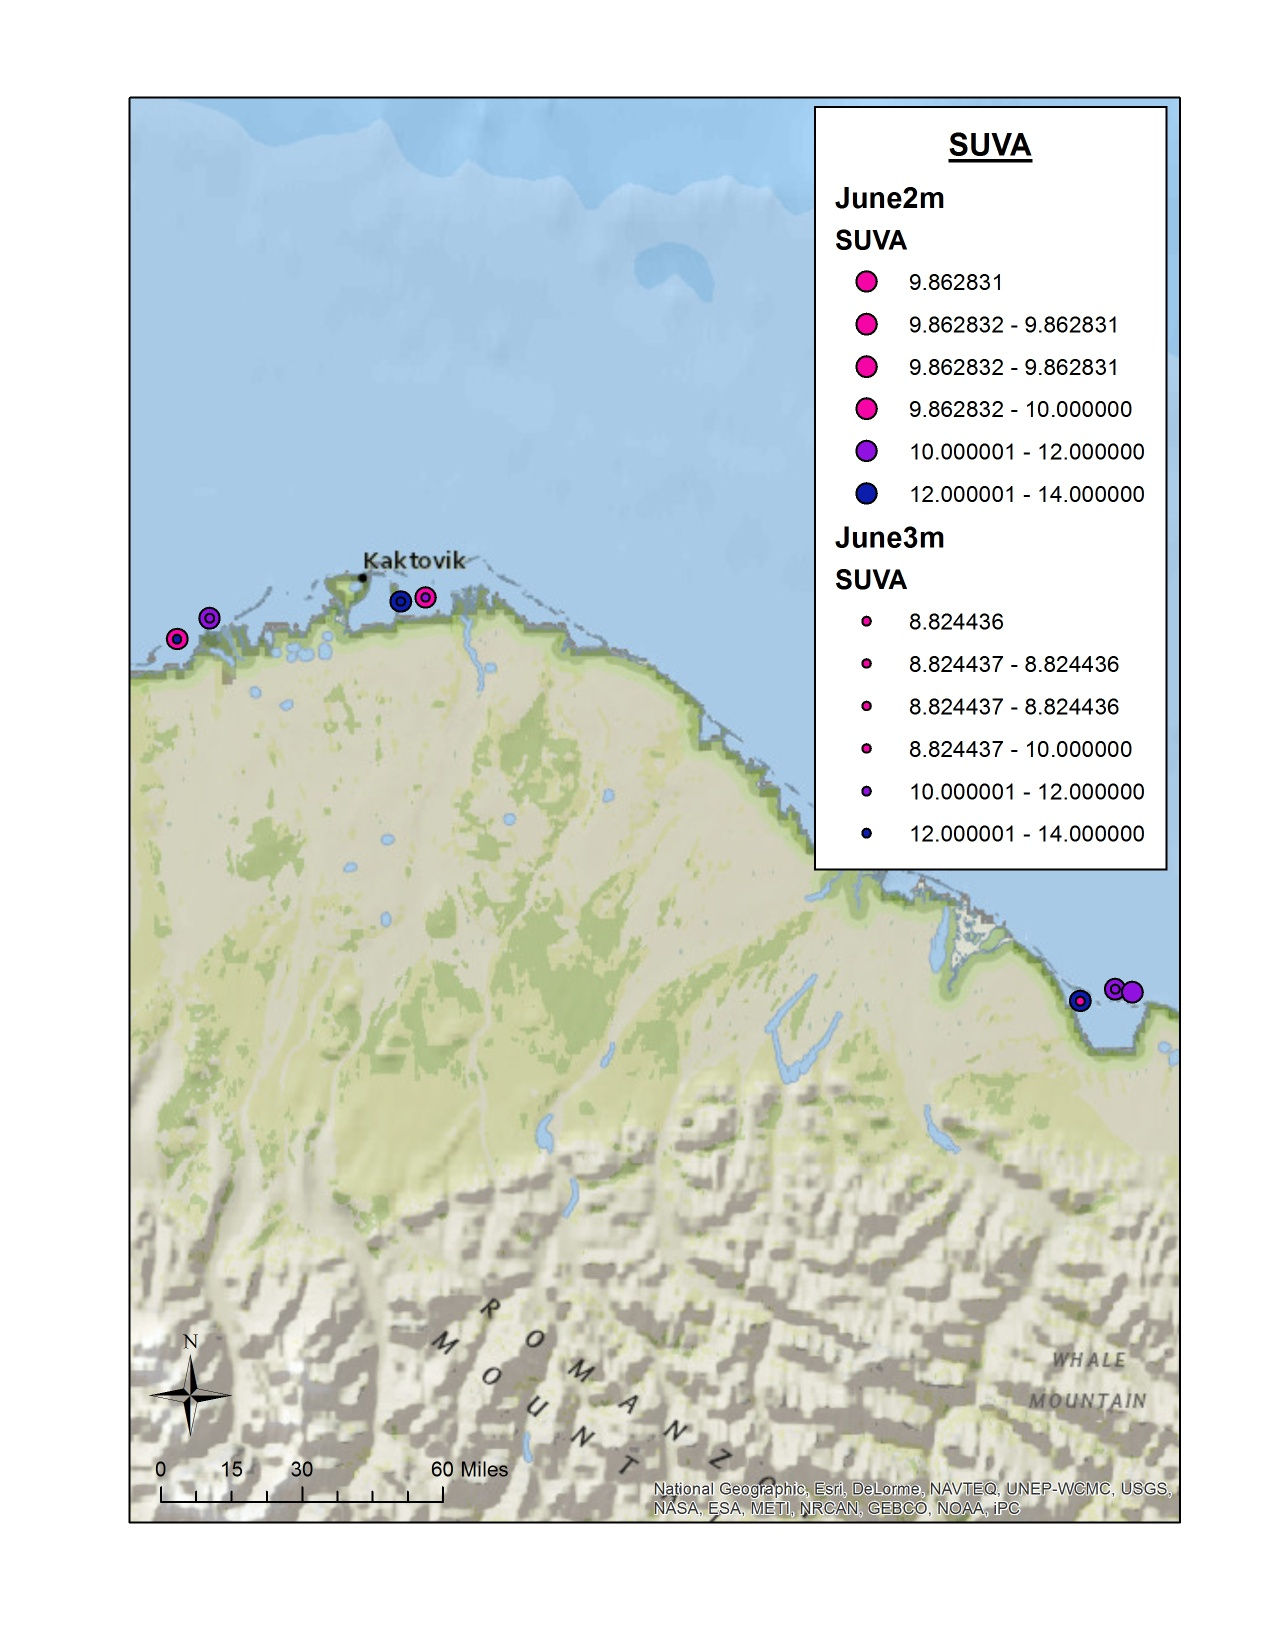 SUVA
June2m
SUVA
9.862831
9.862832 - 9.862831
9.862832 - 9.862831
9.862832 - 10.000000
10.000001 - 12.000000
12.000001 - 14.000000
June3m
SUVA
8.824436
8.824437 - 8.824436
8.824437 - 8.824436
8.824437 - 10.000000
10.000001 - 12.000000
12.000001 - 14.000000
Kaktovik
ROMANZO
MOUNT
WHALE
MOUNTAIN
N
0 15 30 60 Miles
National Geographic, Esri, DeLorme, NAVTEQ, UNEP-WCMC, USGS,
NASA, ESA, METI, NRCAN, GEBCO, NOAA, iPC